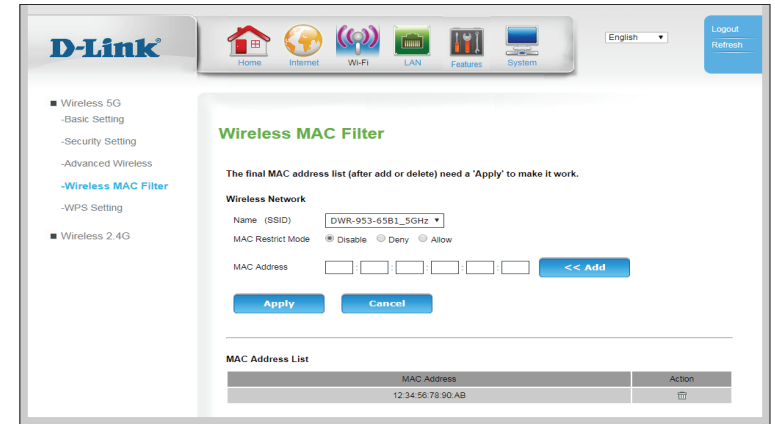 D-Link
Home Internet Wi-Fi LAN Features System
English
Logout
Refresh
Wireless 5G
-Basic Setting
-Security Setting
-Advanced Wireless
-Wireless MAC Filter
-WPS Setting
Wireless 2.4G
Wireless MAC Filter
The final MAC address list (after add or delete) need a 'Apply' to make it work.
Wireless Network
Name (SSID) DWR-953-65B1_5GHz
MAC Restrict Mode Disable Deny Allow
MAC Address : : : : : << Add
Apply Cancel
MAC Address List
MAC Address Action
12:34:56:78:90:AB